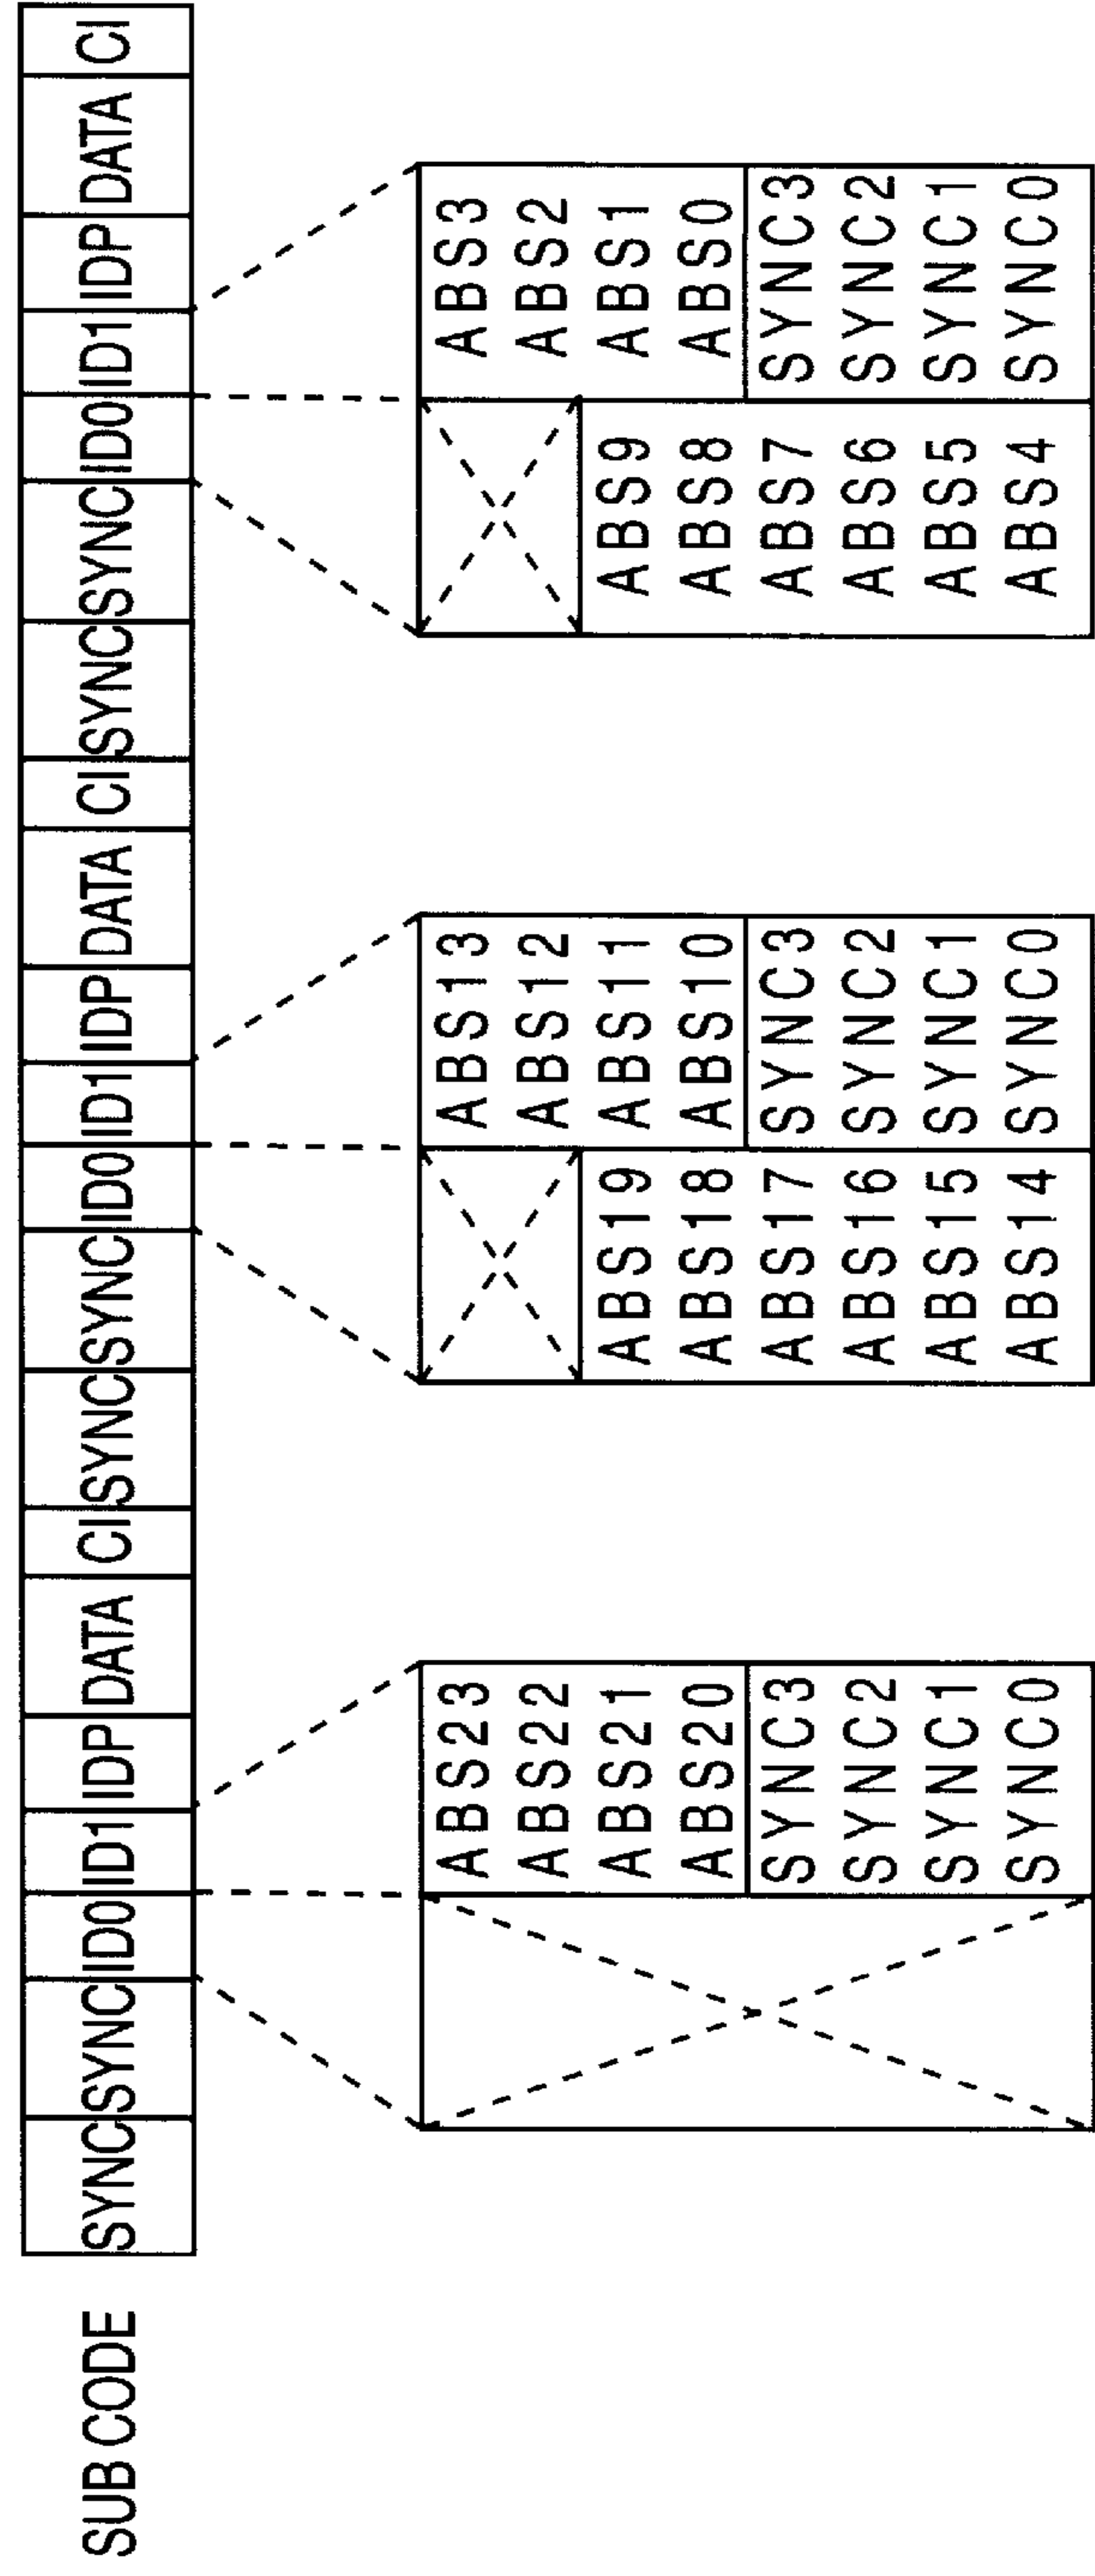 SUB CODE
SYNC SYNC ID0 ID1 IDP DATA CI SYNC SYNC ID0 ID1 IDP DATA CI SYNC SYNC ID0 ID1 IDP DATA CI
ABS23
ABS22
ABS21
ABS20
SYNC3
SYNC2
SYNC1
SYNC0
ABS19
ABS18
ABS17
ABS16
ABS15
ABS14
ABS13
ABS12
ABS11
ABS10
SYNC3
SYNC2
SYNC1
SYNC0
ABS9
ABS8
ABS7
ABS6
ABS5
ABS4
ABS3
ABS2
ABS1
ABS0
SYNC3
SYNC2
SYNC1
SYNC0